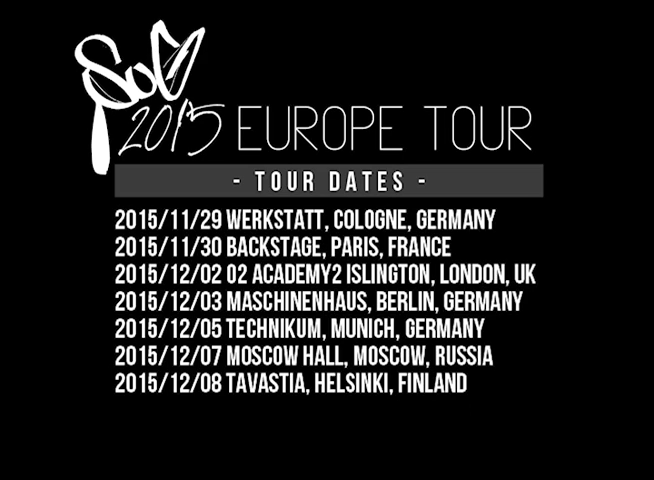 2015 EUROPE TOUR
- TOUR DATES -
2015/11/29 WERKSTATT, COLOGNE, GERMANY
2015/11/30 BACKSTAGE, PARIS, FRANCE
2015/12/02 02 ACADEMY2 ISLINGTON, LONDON, UK
2015/12/03 MASCHINENHAUS, BERLIN, GERMANY
2015/12/05 TECHNIKUM, MUNICH, GERMANY
2015/12/07 MOSCOW HALL, MOSCOW, RUSSIA
2015/12/08 TAVASTIA, HELSINKI, FINLAND